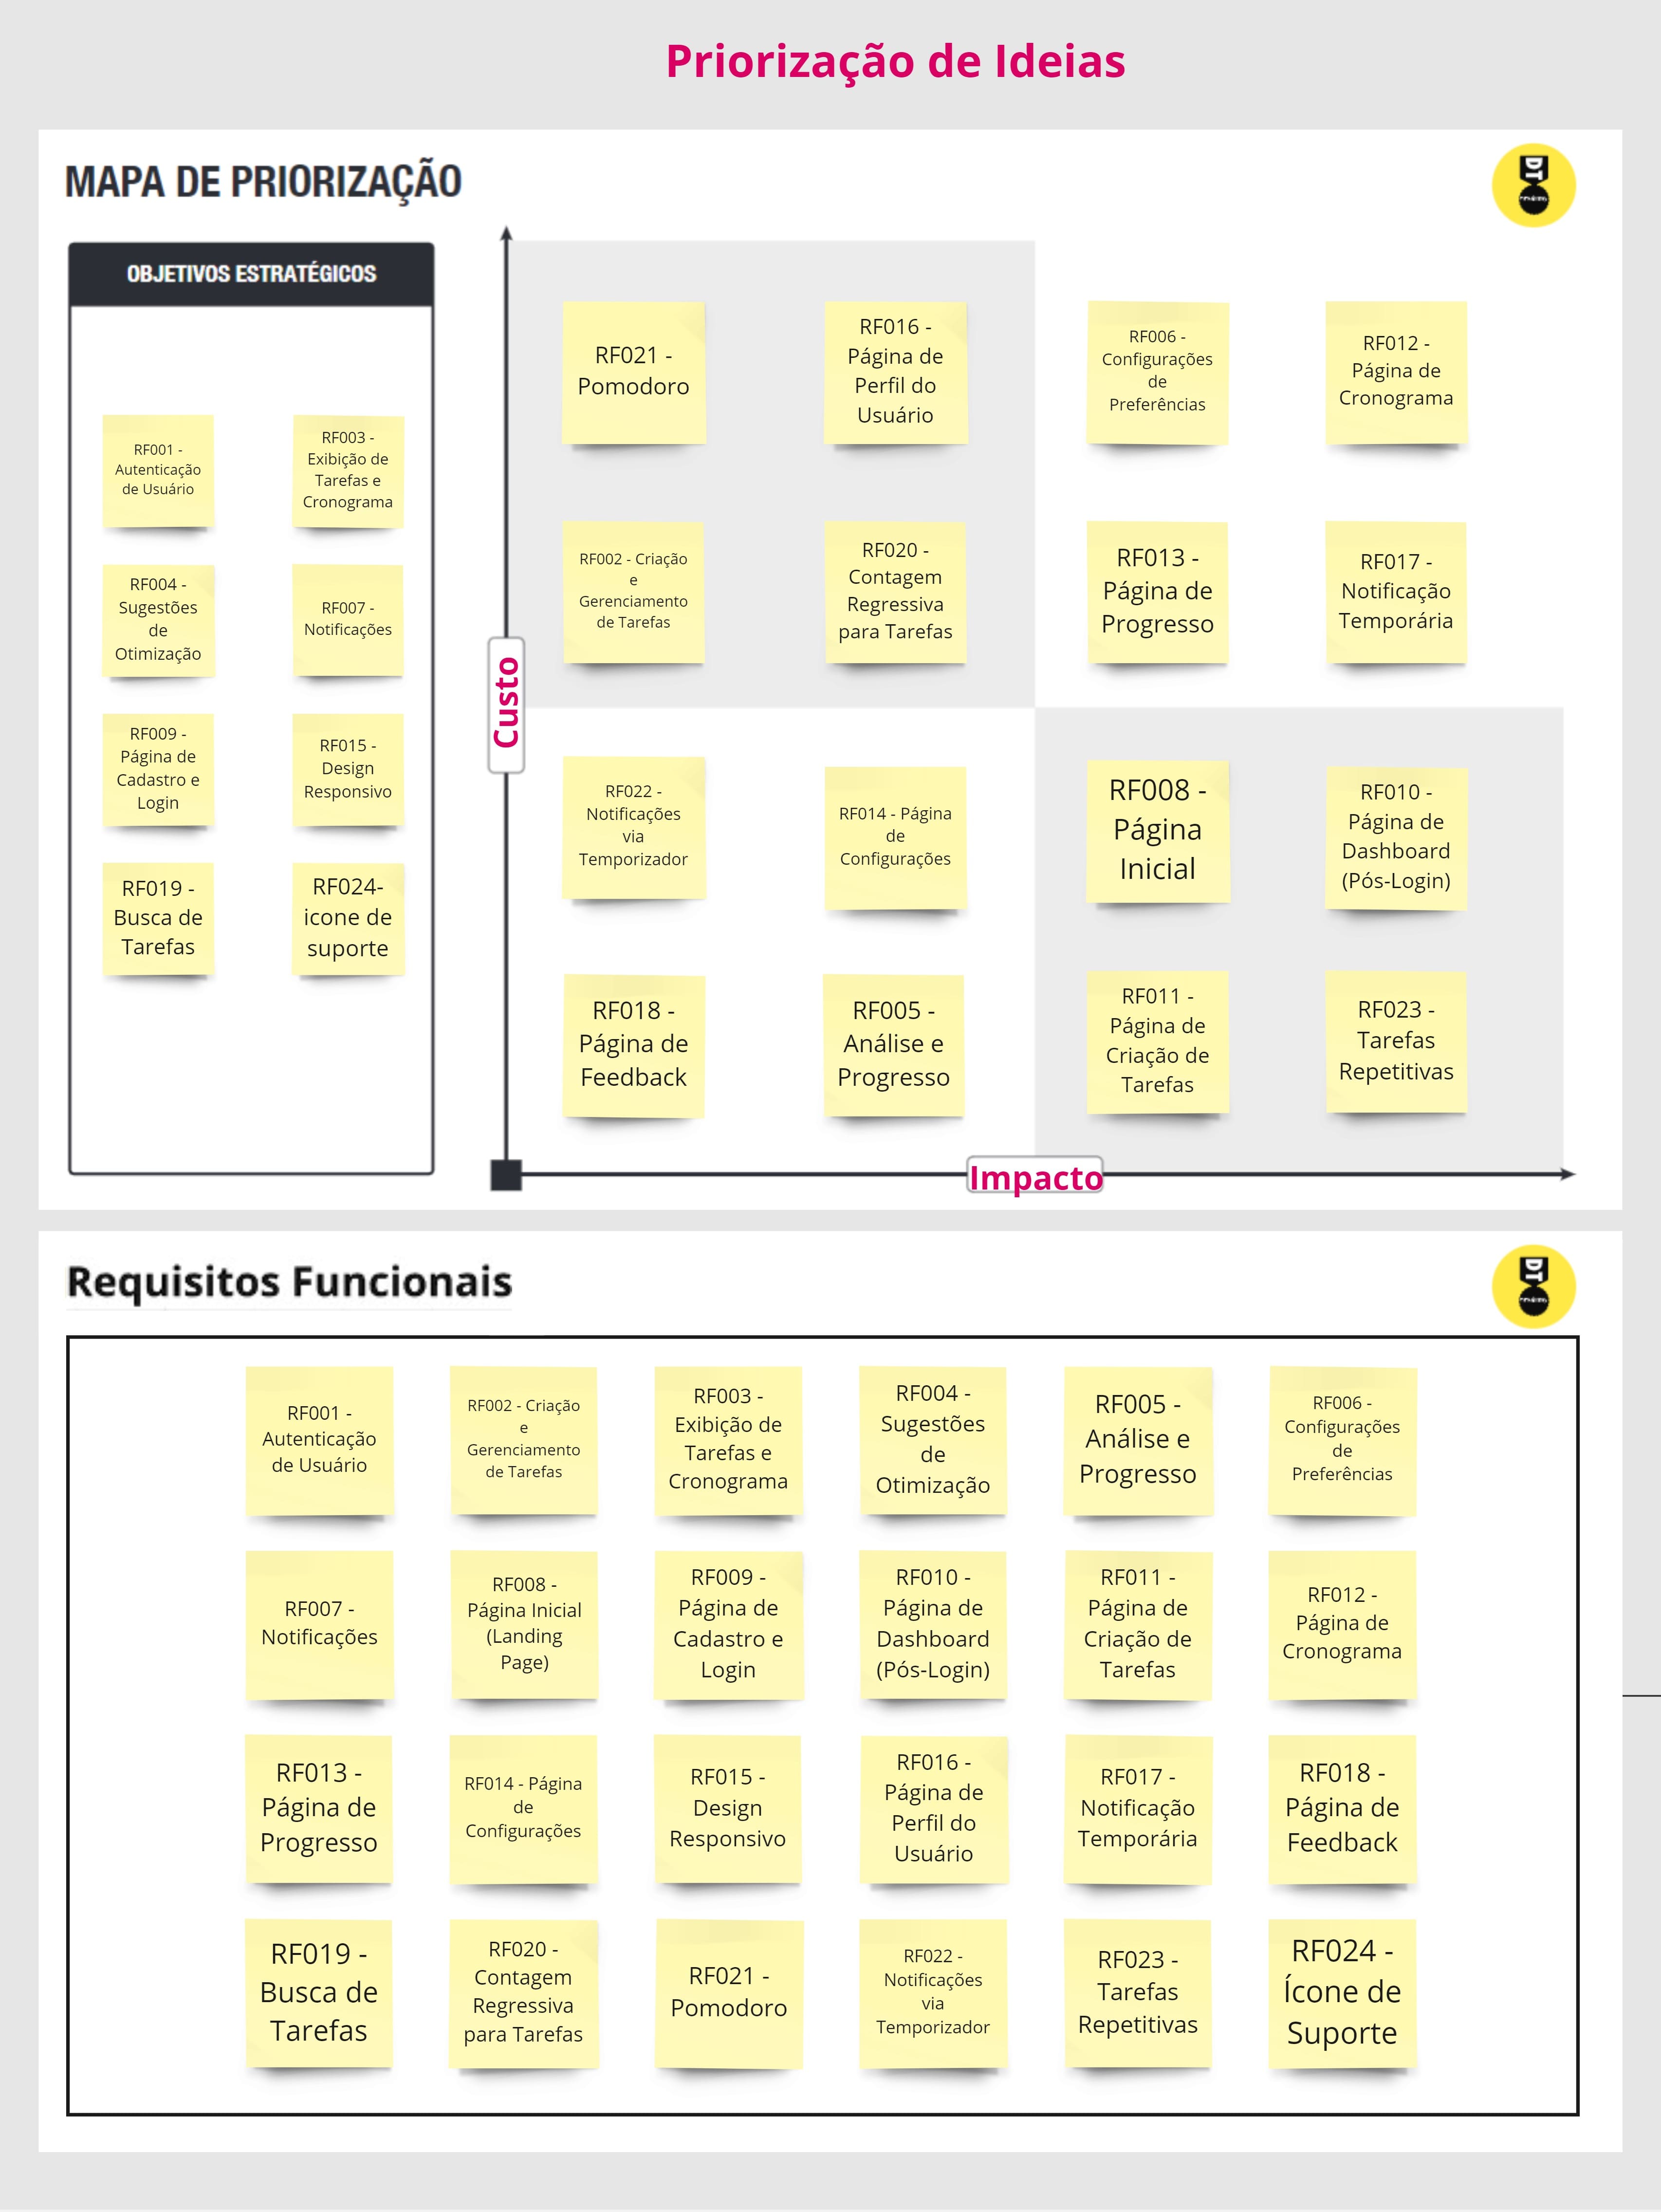 Priorização de Ideias
MAPA DE PRIORIZAÇÃO
DT
OBJETIVOS ESTRATÉGICOS
RF001 -
Autenticação
de Usuário
RF003 -
Exibição de
Tarefas e
Cronograma
RF004 -
Sugestões
de
Otimização
RF007 -
Notificações
RF009 -
Página de
Cadastro e
Login
RF015 -
Design
Responsivo
RF019 -
Busca de
Tarefas
RF024-
icone de
suporte
Custo
RF021 -
Pomodoro
RF016 -
Página de
Perfil do
Usuário
RF006 -
Configurações
de
Preferências
RF012 -
Página de
Cronograma
RF002 - Criação
e
Gerenciamento
de Tarefas
RF020 -
Contagem
Regressiva
para Tarefas
RF013 -
Página de
Progresso
RF017 -
Notificação
Temporária
RF022 -
Notificações
via
Temporizador
RF014 - Página
de
Configurações
RF008 -
Página
Inicial
RF010 -
Página de
Dashboard
(Pós-Login)
RF018 -
Página de
Feedback
RF005 -
Análise e
Progresso
RF011 -
Página de
Criação de
Tarefas
RF023 -
Tarefas
Repetitivas
Impacto
Requisitos Funcionais
DT
RF001 -
Autenticação
de Usuário
RF002 - Criação
e
Gerenciamento
de Tarefas
RF003 -
Exibição de
Tarefas e
Cronograma
RF004 -
Sugestões
de
Otimização
RF005 -
Análise e
Progresso
RF006 -
Configurações
de
Preferências
RF007 -
Notificações
RF008 -
Página Inicial
(Landing
Page)
RF009 -
Página de
Cadastro e
Login
RF010 -
Página de
Dashboard
(Pós-Login)
RF011 -
Página de
Criação de
Tarefas
RF012 -
Página de
Cronograma
RF013 -
Página de
Progresso
RF014 - Página
de
Configurações
RF015 -
Design
Responsivo
RF016 -
Página de
Perfil do
Usuário
RF017 -
Notificação
Temporária
RF018 -
Página de
Feedback
RF019 -
Busca de
Tarefas
RF020 -
Contagem
Regressiva
para Tarefas
RF021 -
Pomodoro
RF022 -
Notificações
via
Temporizador
RF023 -
Tarefas
Repetitivas
RF024 -
Ícone de
Suporte